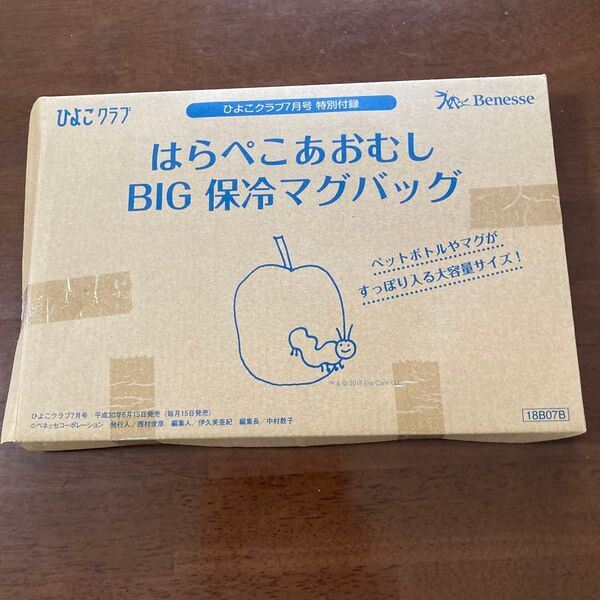 ひよこクラブ
ひよこクラブ7月号 特別付録
Benesse
はらぺこあおむし
BIG 保冷マグバッグ
ペットボトルやマグが
すっぽり入る大容量サイズ！
™ & © 2018 Eric Carle LLC.
ひよこクラブ7月号 平成30年6月15日発売（毎月15日発売）
©ベネッセコーポレーション 発行人／西村俊彦 編集人／伊久美亜紀 編集長／中村数子
18B07B